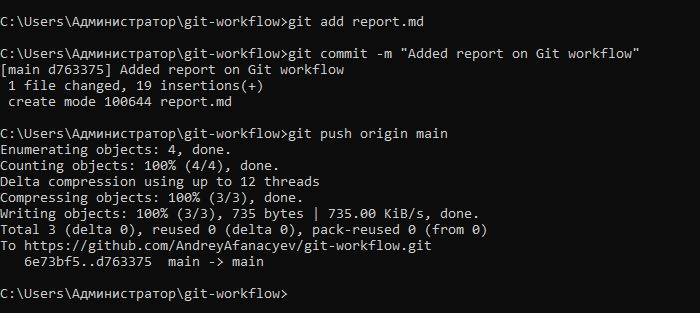 C:\Users\Администратор\git-workflow>git add report.md
C:\Users\Администратор\git-workflow>git commit -m "Added report on Git workflow"
[main d763375] Added report on Git workflow
 1 file changed, 19 insertions(+)
 create mode 100644 report.md
C:\Users\Администратор\git-workflow>git push origin main
Enumerating objects: 4, done.
Counting objects: 100% (4/4), done.
Delta compression using up to 12 threads
Compressing objects: 100% (3/3), done.
Writing objects: 100% (3/3), 735 bytes | 735.00 KiB/s, done.
Total 3 (delta 0), reused 0 (delta 0), pack-reused 0 (from 0)
To https://github.com/AndreyAfanacyev/git-workflow.git
   6e73bf5..d763375  main -> main
C:\Users\Администратор\git-workflow>